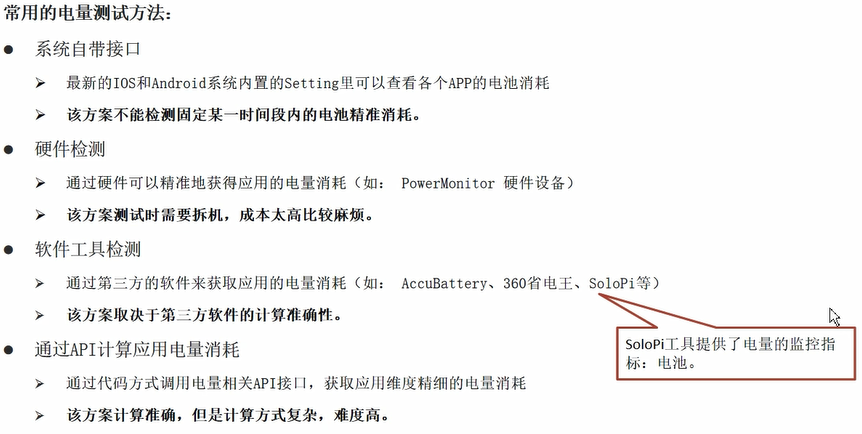 常用的电量测试方法：
● 系统自带接口
➢ 最新的IOS和Android系统内置的Setting里可以查看各个APP的电池消耗
➢ 该方案不能检测固定某一时间段内的电池精准消耗。
● 硬件检测
➢ 通过硬件可以精准地获得应用的电量消耗（如： PowerMonitor 硬件设备）
➢ 该方案测试时需要拆机，成本太高比较麻烦。
● 软件工具检测
➢ 通过第三方的软件来获取应用的电量消耗（如： AccuBattery、360省电王、SoloPi等）
➢ 该方案取决于第三方软件的计算准确性。
SoloPi工具提供了电量的监控指
标：电池。
● 通过API计算应用电量消耗
➢ 通过代码方式调用电量相关API接口，获取应用维度精细的电量消耗
➢ 该方案计算准确，但是计算方式复杂，难度高。